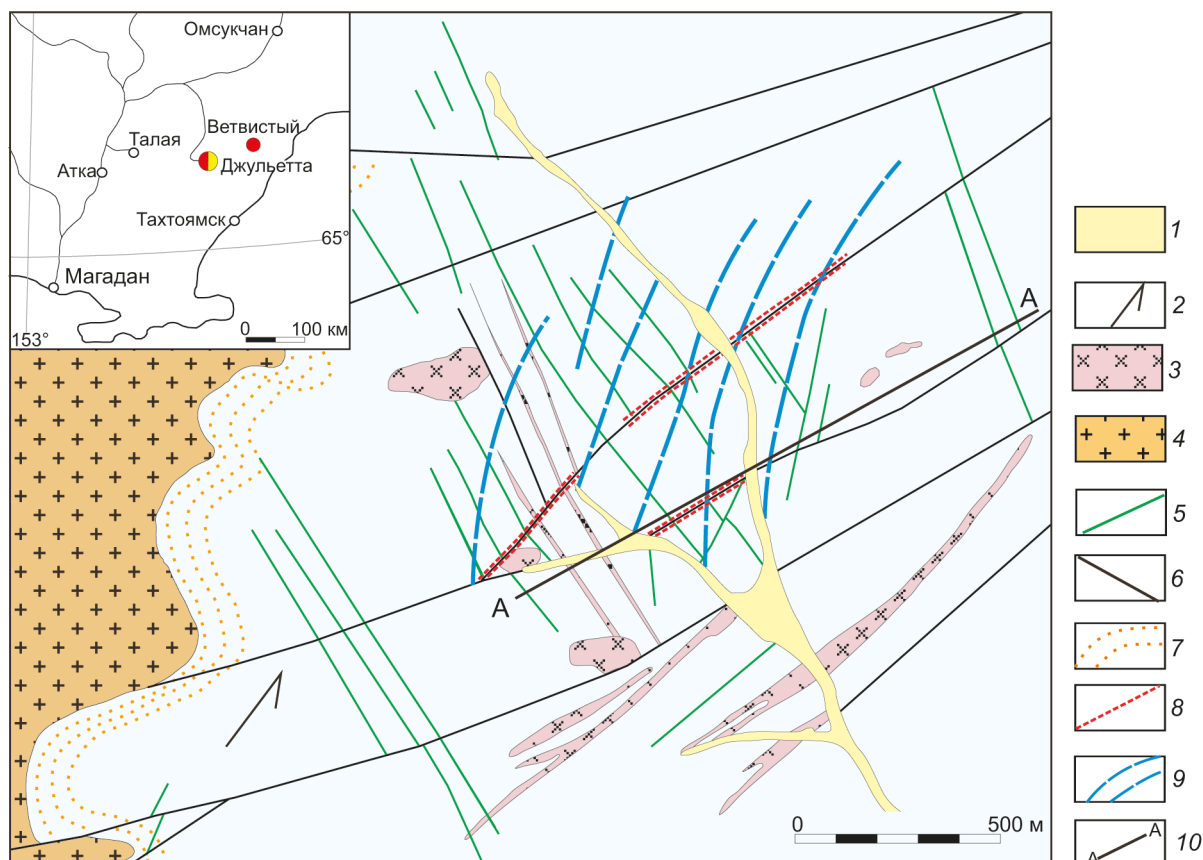 Омсукчан
Ветвистый
Талая
Джульетта
Атка
Тахтоямск
65°
Магадан
0 100 км
153°
А
А
0 500 м
1
2
3
4
5
6
7
8
9
А
А
10